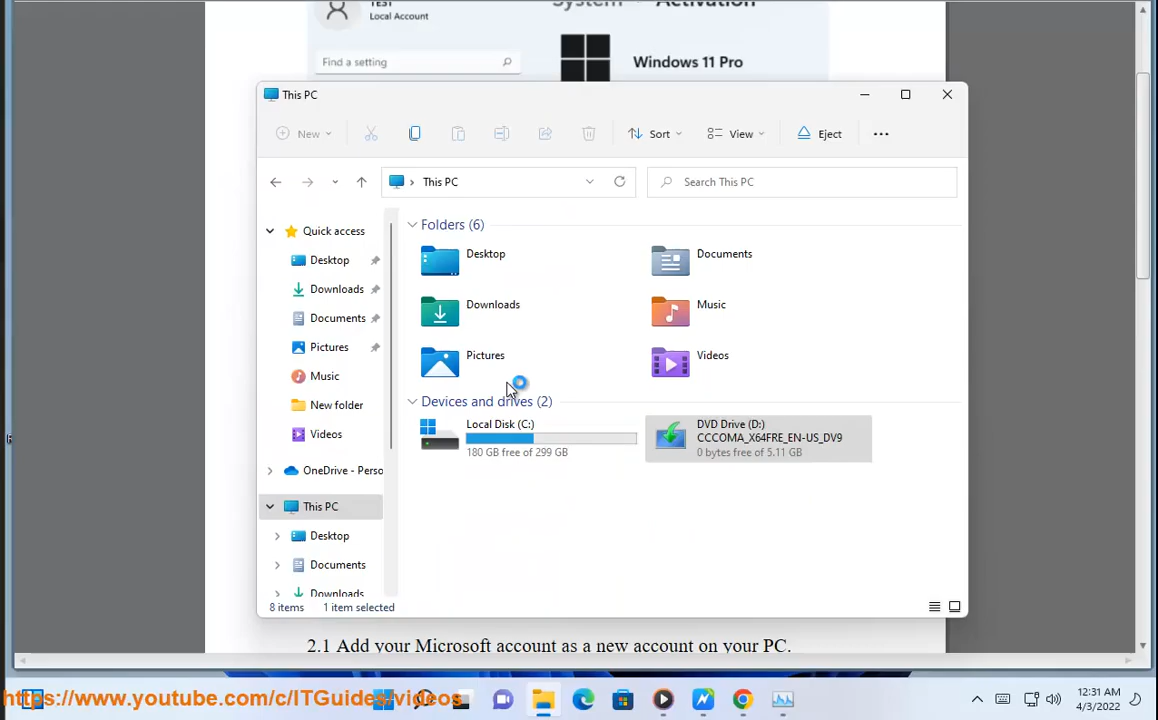 TEST
Local Account
System
Activation
Find a setting
Windows 11 Pro
This PC
New
Sort
View
Eject
This PC
Search This PC
Quick access
Desktop
Downloads
Documents
Pictures
Music
New folder
Videos
OneDrive - Perso
This PC
Desktop
Documents
Downloads
Folders (6)
Desktop
Documents
Downloads
Music
Pictures
Videos
Devices and drives (2)
Local Disk (C:)
180 GB free of 299 GB
DVD Drive (D:)
CCCOMA_X64FRE_EN-US_DV9
0 bytes free of 5.11 GB
8 items
1 item selected
2.1 Add your Microsoft account as a new account on your PC.
https://www.youtube.com/c/ITGuides/videos
12:31 AM
4/3/2022